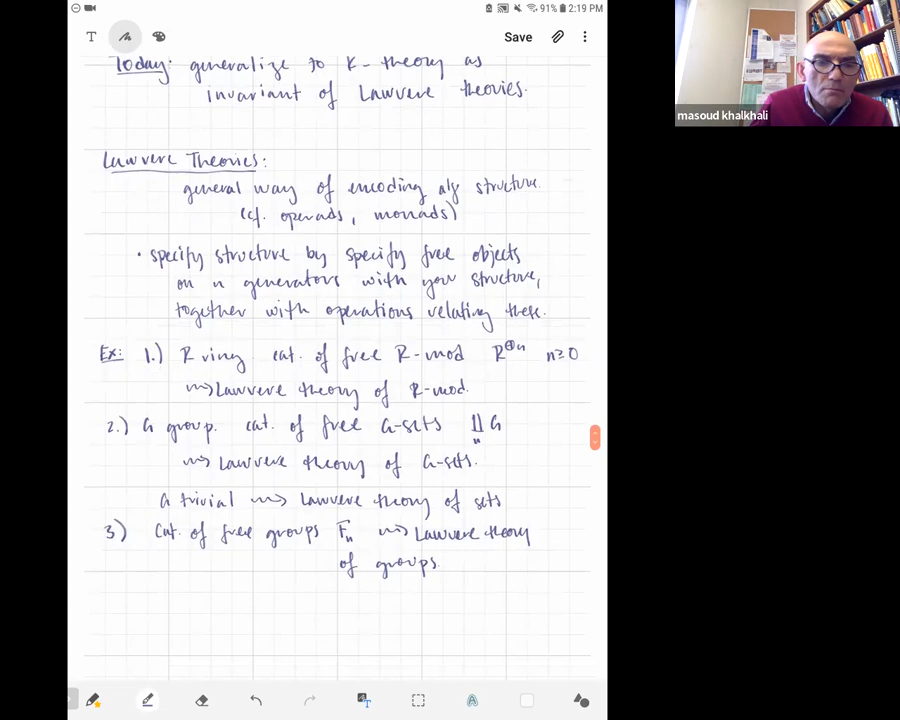 91% 2:19 PM
T
Save
masoud khalkhali
Today: generalize to K-theory as
invariant of Lawvere theories.
Lawvere Theories:
general way of encoding alg structure.
(cf. operads, monads)
• specify structure by specify free objects
on n generators with your structure,
together with operations relating these.
Ex: 1.) R ring cat. of free R-mod R^⊕n n≥0
⇝ Lawvere theory of R-mod.
2.) G group. cat. of free G-sets ∐_n G
⇝ Lawvere theory of G-sets.
G trivial ⇝ Lawvere theory of sets
3) Cat. of free groups F_n ⇝ Lawvere theory
of groups.
A